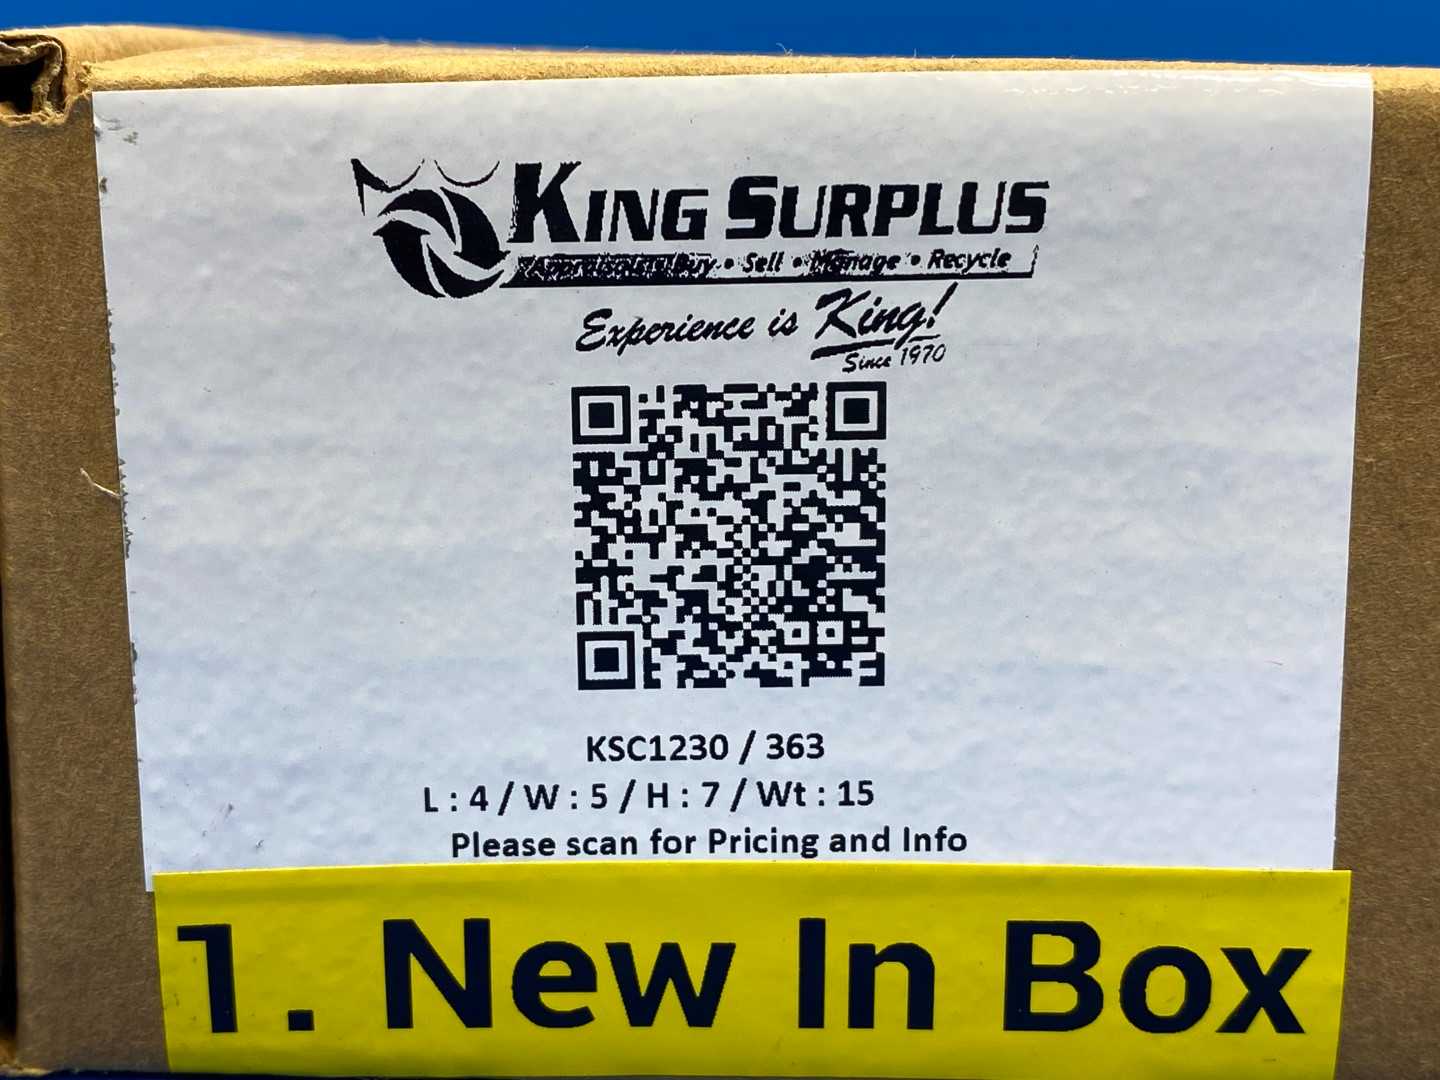 KING SURPLUS
Buy • Sell • Manage • Recycle
Experience is King!
Since 1970
KSC1230 / 363
L : 4 / W : 5 / H : 7 / Wt : 15
Please scan for Pricing and Info
1. New In Box